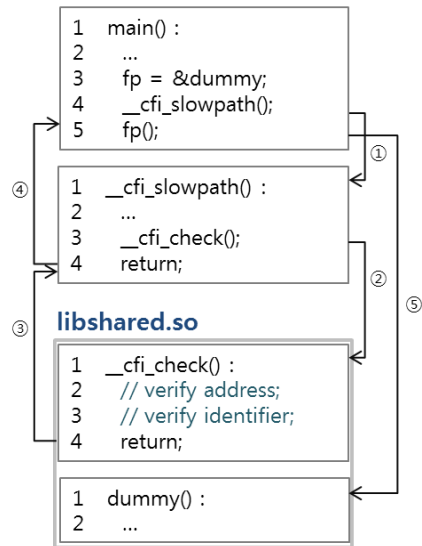 1 main() :
2 ...
3 fp = &dummy;
4 __cfi_slowpath();
5 fp();
①
④
1 __cfi_slowpath() :
2 ...
3 __cfi_check();
4 return;
②
⑤
③
libshared.so
1 __cfi_check() :
2 // verify address;
3 // verify identifier;
4 return;
1 dummy() :
2 ...